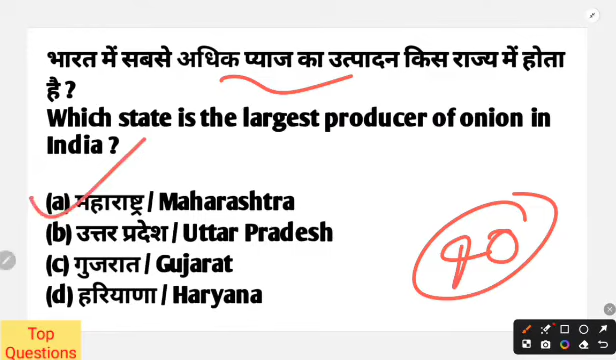 भारत में सबसे अधिक प्याज का उत्पादन किस राज्य में होता
है ?
Which state is the largest producer of onion in
India ?
(a) महाराष्ट्र / Maharashtra
(b) उत्तर प्रदेश / Uttar Pradesh
(c) गुजरात / Gujarat
(d) हरियाणा / Haryana
Top
Questions